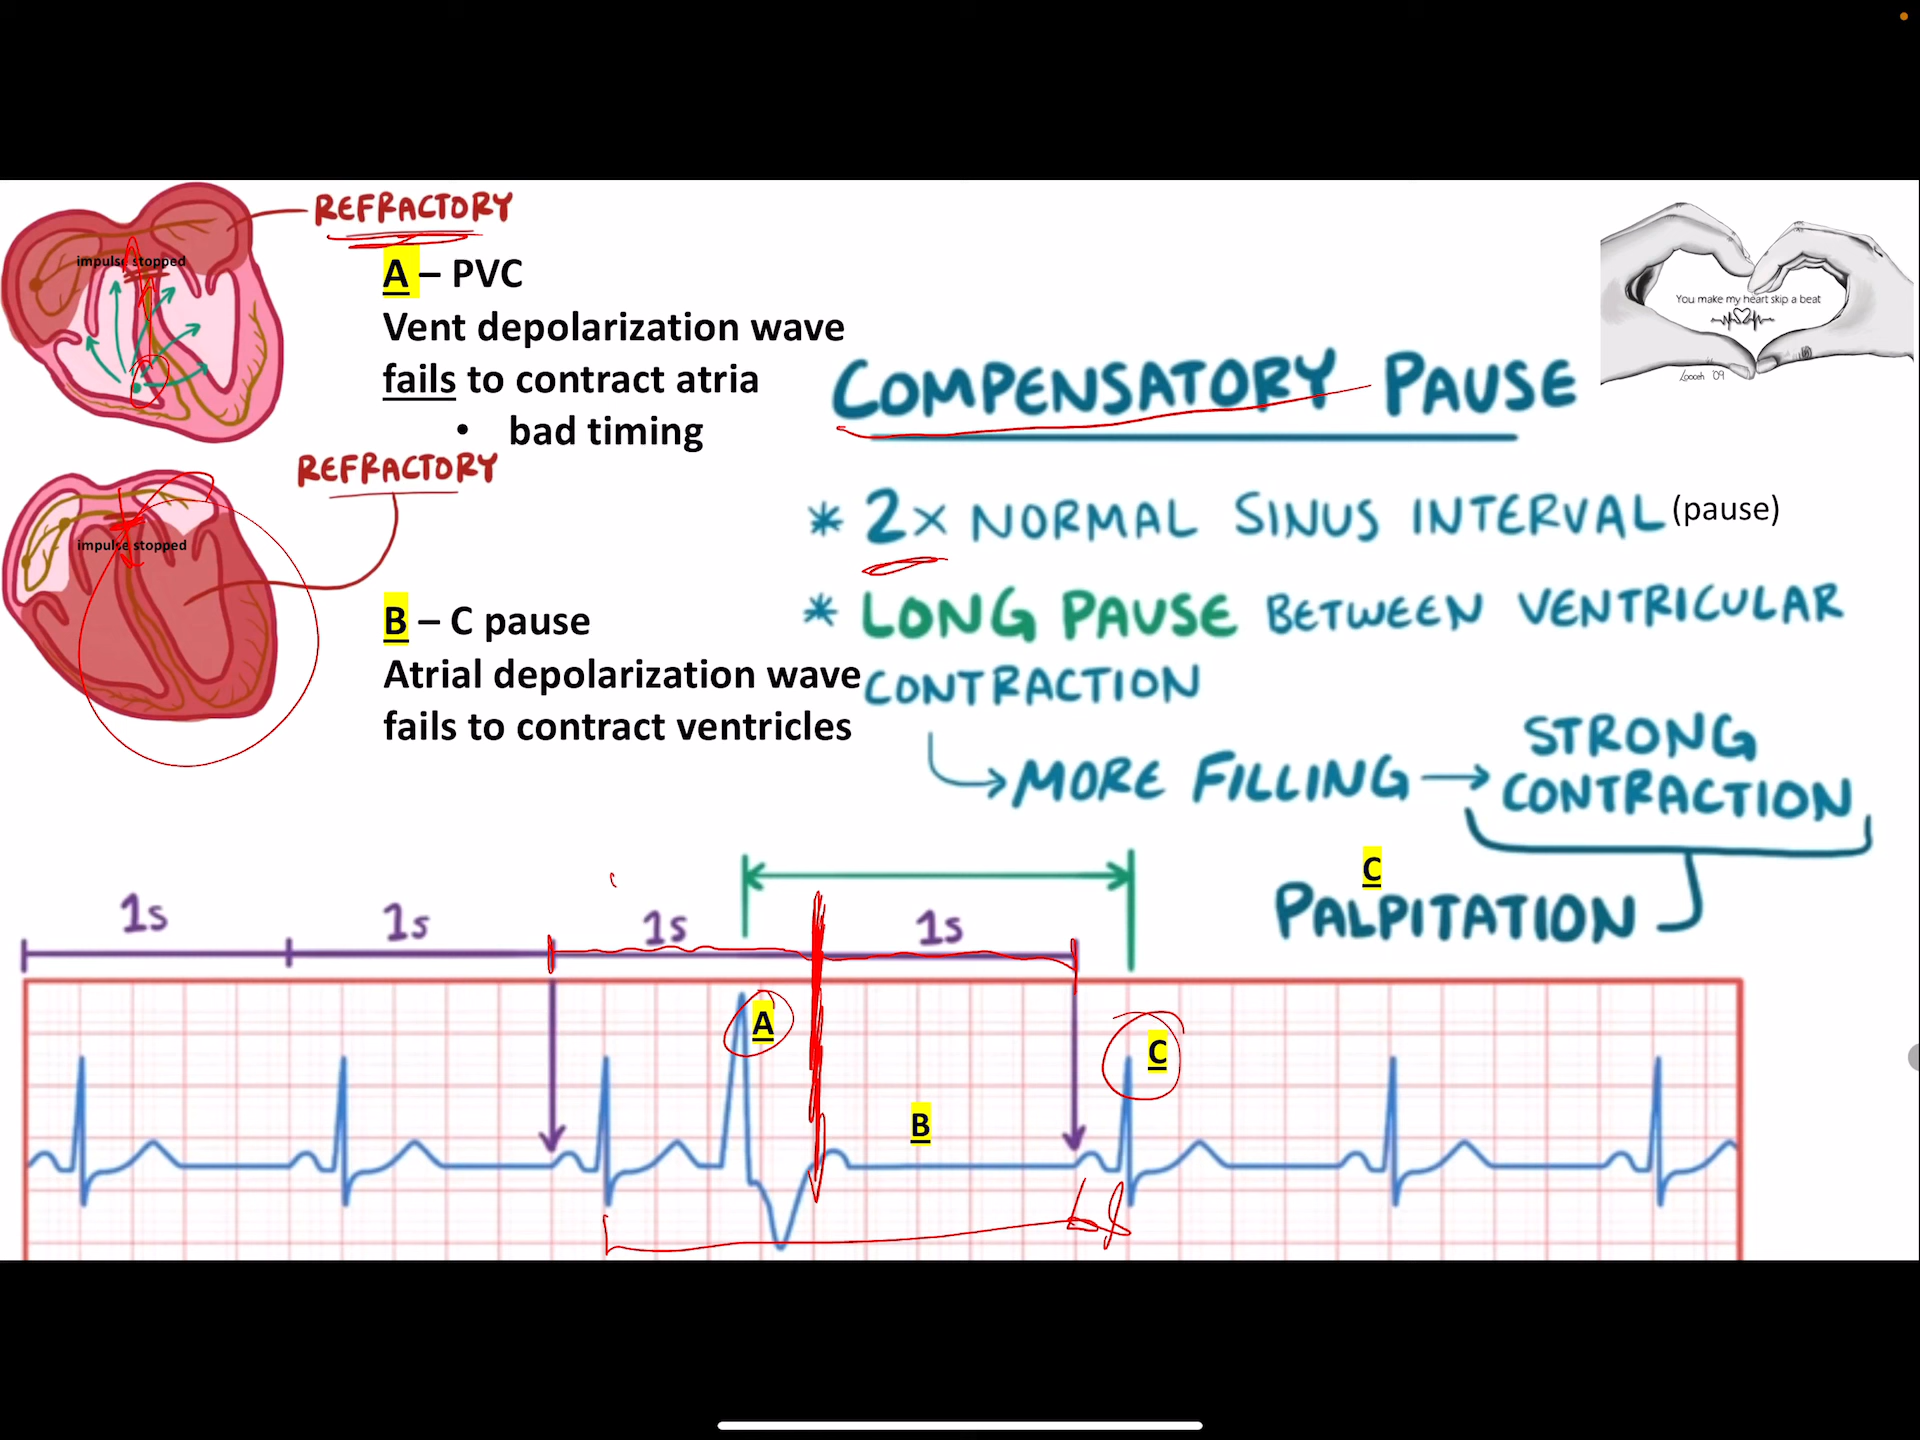 REFRACTORY
impulse stopped
A – PVC
Vent depolarization wave
fails to contract atria
• bad timing
REFRACTORY
impulse stopped
B – C pause
Atrial depolarization wave
fails to contract ventricles
You make my heart skip a beat
Looceh '09
COMPENSATORY PAUSE
* 2x NORMAL SINUS INTERVAL (pause)
* LONG PAUSE BETWEEN VENTRICULAR
CONTRACTION
MORE FILLING → STRONG
CONTRACTION
C
PALPITATION
1s 1s 1s 1s
A
B
C